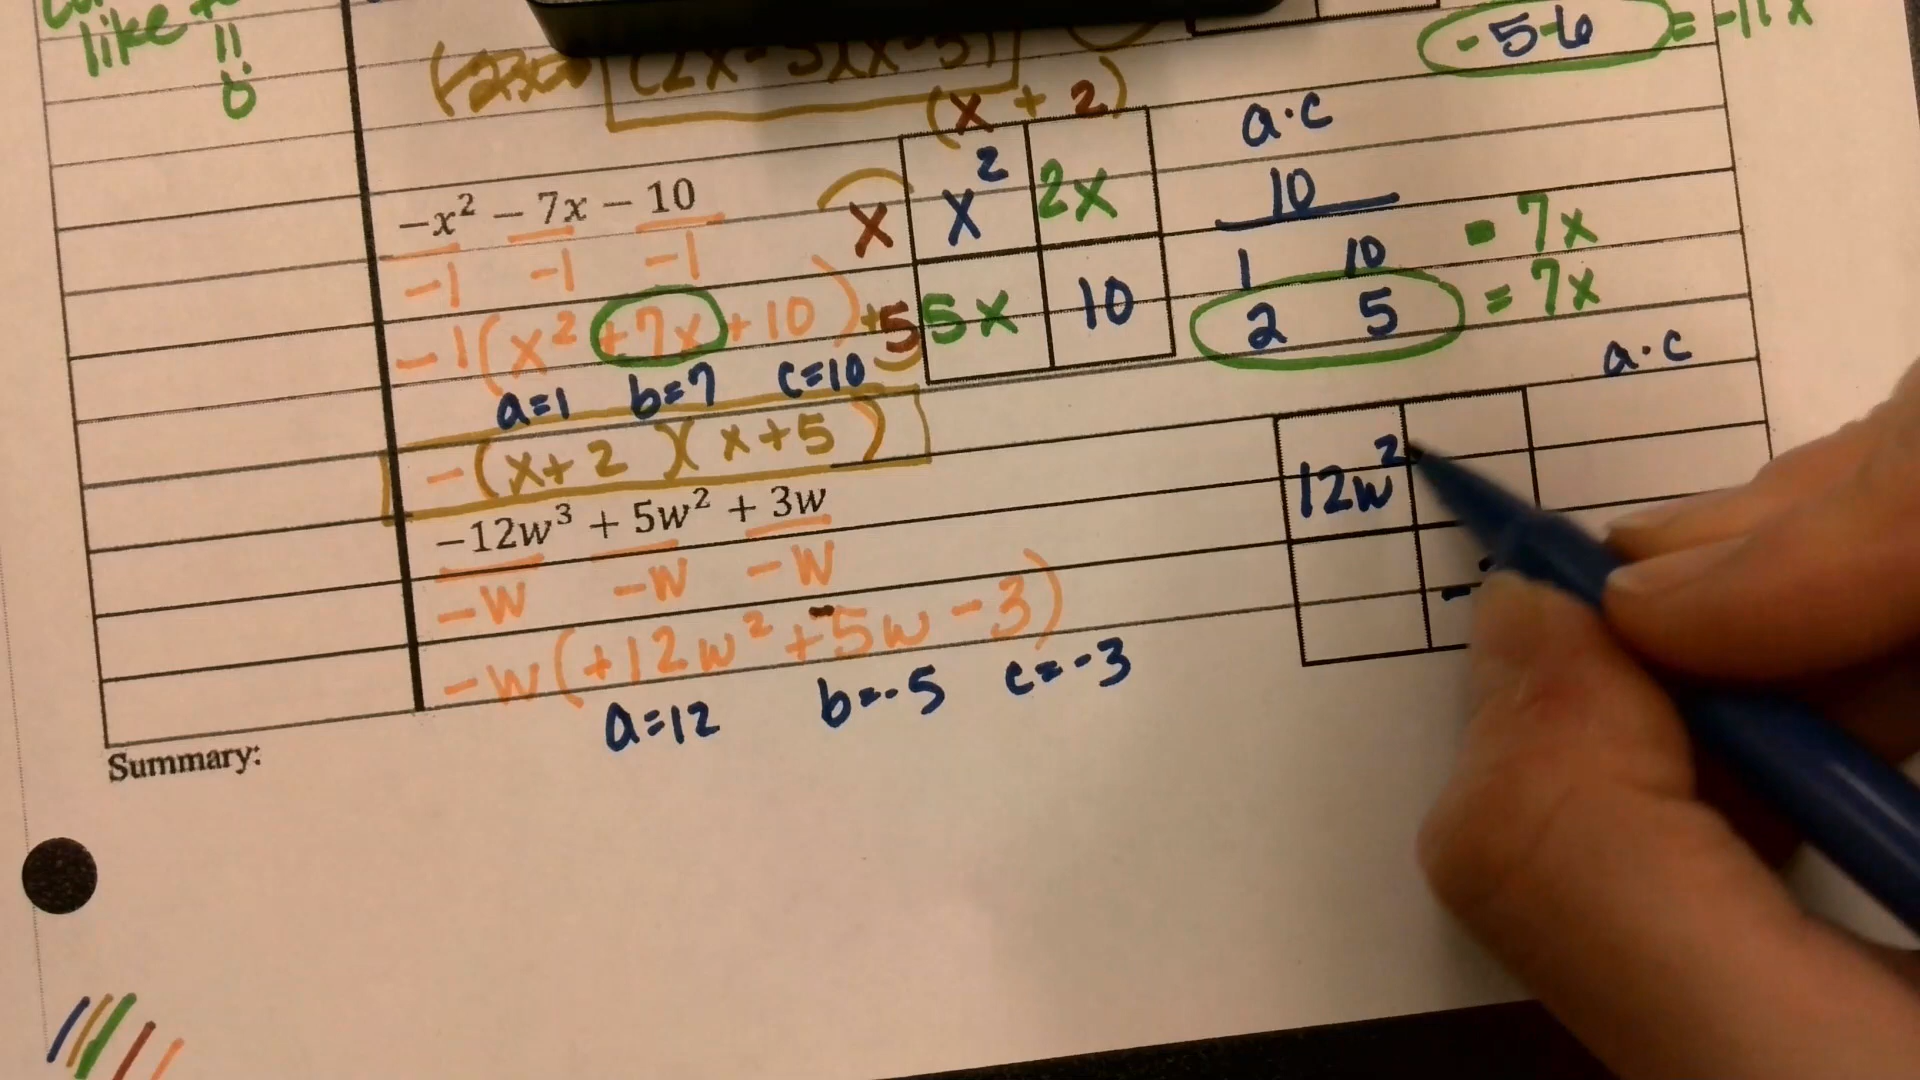 like
(2x-5)(x-5)
-5-6 = -11x
(x + 2)
a·c
−x² − 7x − 10
-1 -1 -1
x x² 2x
10
1 10 = 7x
-1(x² +7x +10)
+5 5x 10
2 5 = 7x
a=1 b=7 c=10
a·c
-(x+2)(x+5)
−12w³ + 5w² + 3w
12w²
-w -w -w
-w(+12w² +-5w -3)
a=12 b=-5 c=-3
Summary: